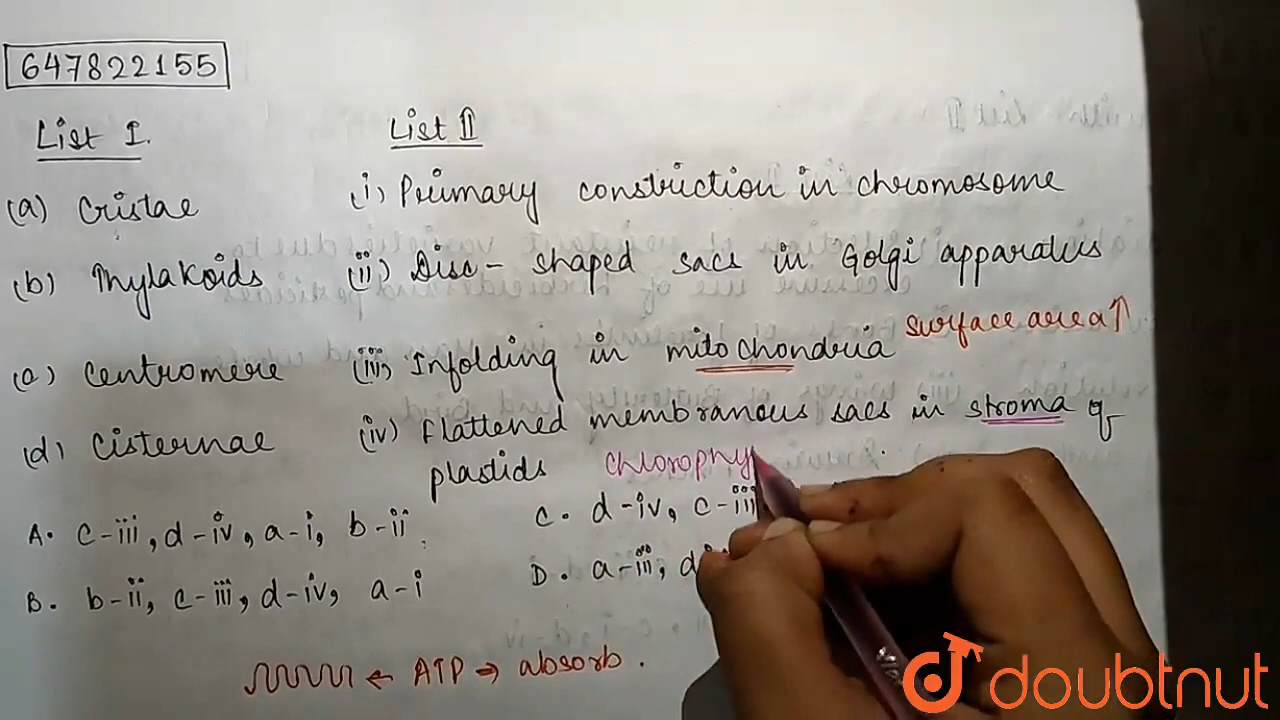 647822155
List I. List II
(a) Cristae (i) Primary constriction in chromosome
(b) Thylakoids (ii) Disc - shaped sacs in Golgi apparatus
(c) Centromere (iii) Infolding in mitochondria surface area ↑
(d) Cisternae (iv) Flattened membranous sacs in stroma of
plastids chlorophy
A. c-iii, d-iv, a-i, b-ii C. d-iv, c-iii
B. b-ii, c-iii, d-iv, a-i D. a-iii, d
← ATP → absorb.
doubtnut